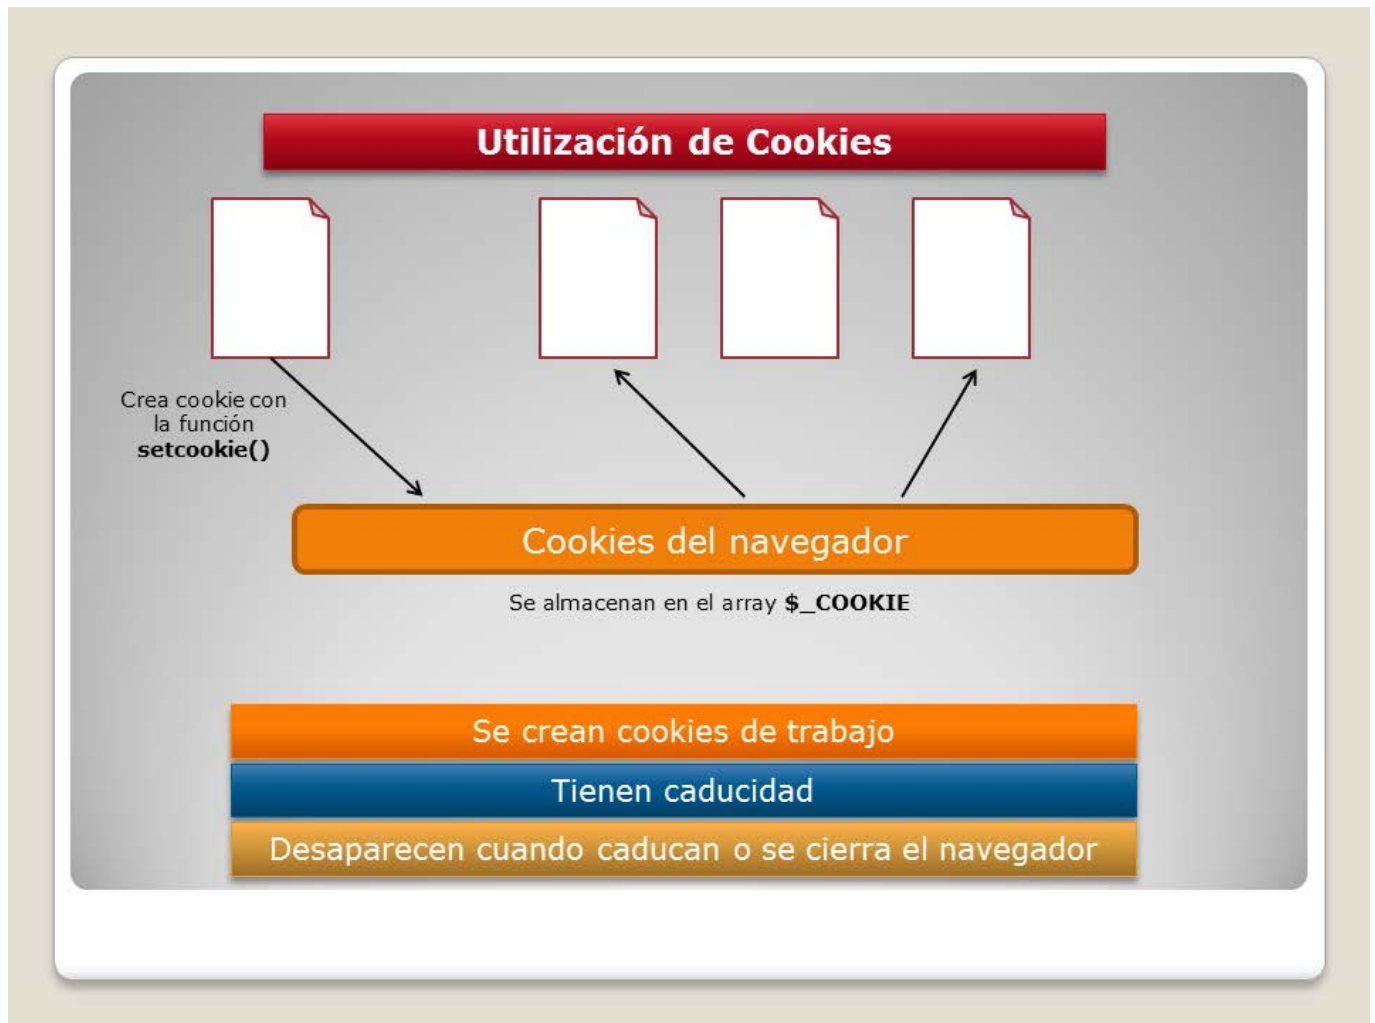 Utilización de Cookies
Crea cookie con
la función
setcookie()
Cookies del navegador
Se almacenan en el array $_COOKIE
Se crean cookies de trabajo
Tienen caducidad
Desaparecen cuando caducan o se cierra el navegador